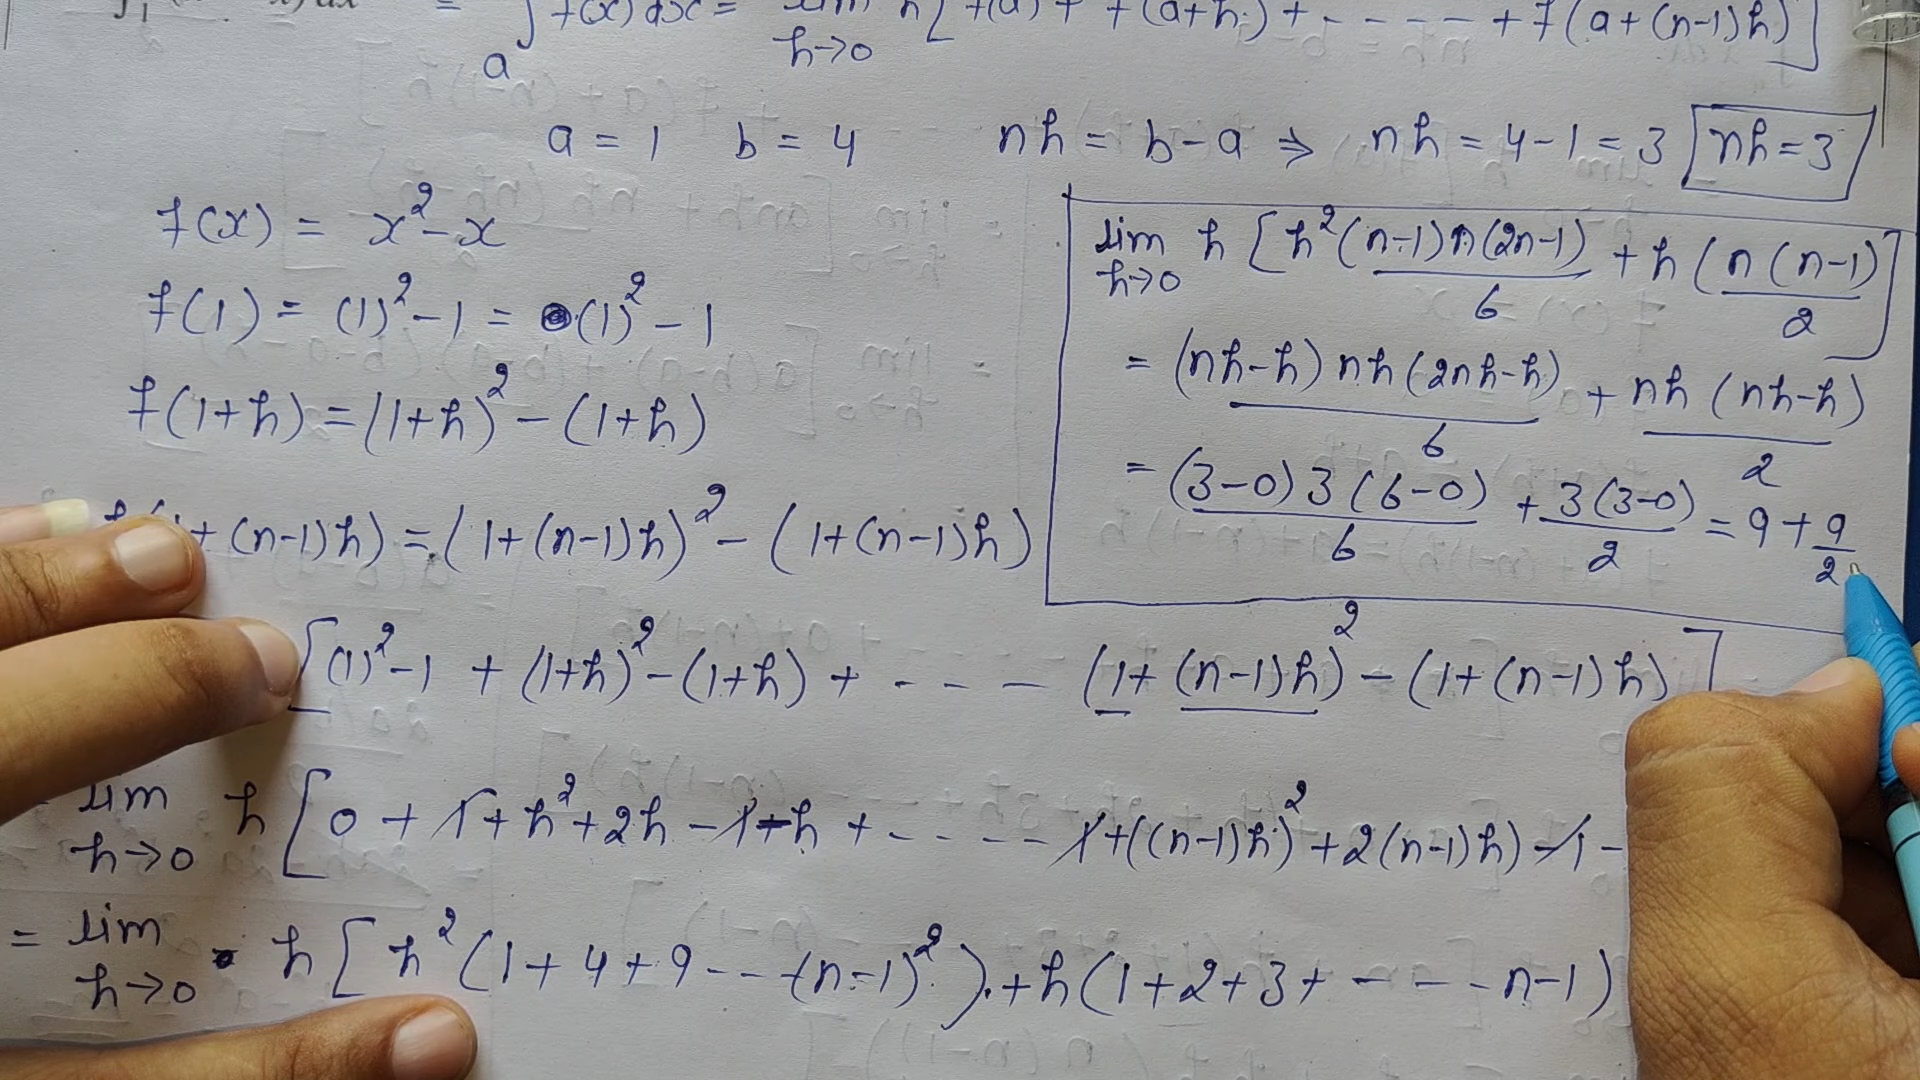 ∫ f(x) dx = lim h [f(a) + f(a+h) + - - - - + f(a+(n-1)h)]
a h→0
a = 1 b = 4 nh = b-a ⇒ nh = 4-1 = 3 nh = 3
f(x) = x² - x
f(1) = (1)² - 1 = (1)² - 1
f(1+h) = (1+h)² - (1+h)
(n-1)h) = (1+(n-1)h)² - (1+(n-1)h)
lim h→0 h [h² (n-1)n(2n-1)/6 + h (n(n-1)/2]
= (nh-h) nh (2nh-h)/6 + nh (nh-h)/2
= (3-0) 3 (6-0)/6 + 3(3-0)/2 = 9 + 9/2
[(1)² - 1 + (1+h)² - (1+h) + - - - - (1+(n-1)h)² - (1+(n-1)h)]
lim h→0 h [0 + 1 + h² + 2h - 1 - h + - - - - 1 + ((n-1)h)² + 2(n-1)h) - 1 -
= lim h→0 h [h² (1+4+9 - - - (n-1)²) + h (1+2+3+ - - - n-1)